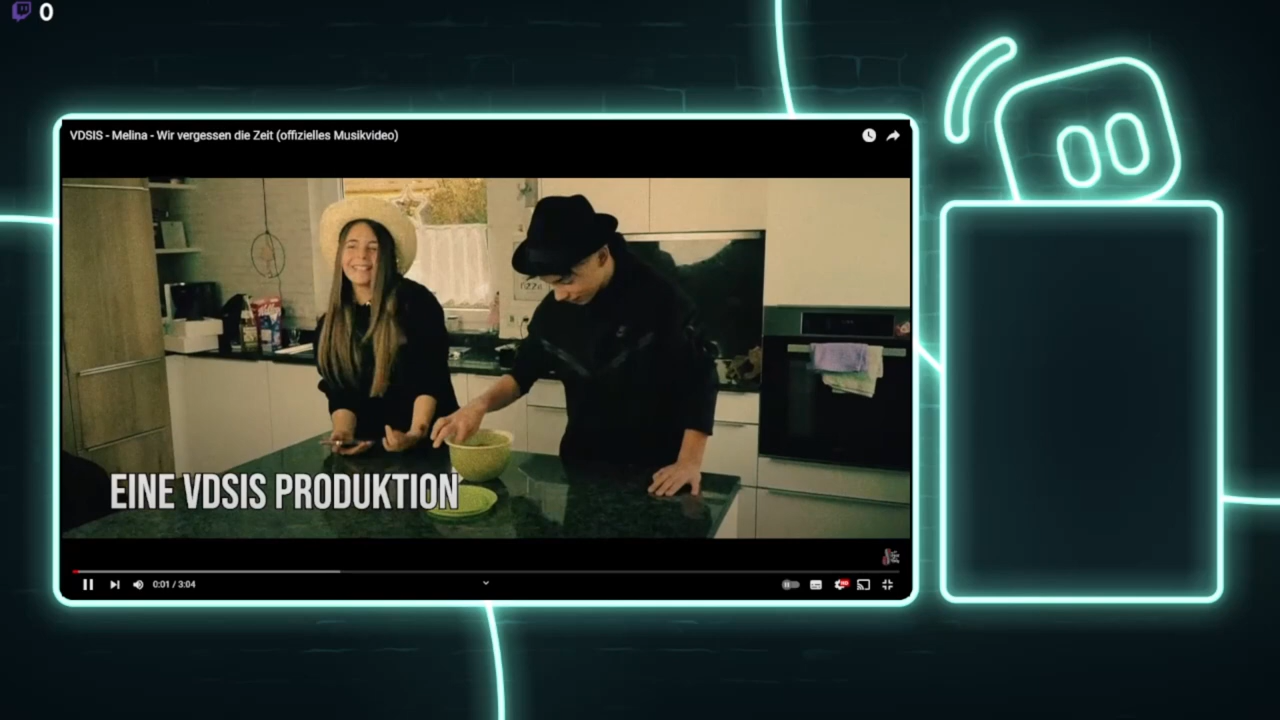 0
VDSIS - Melina - Wir vergessen die Zeit (offizielles Musikvideo)
EINE VDSIS PRODUKTION
0:01 / 3:04